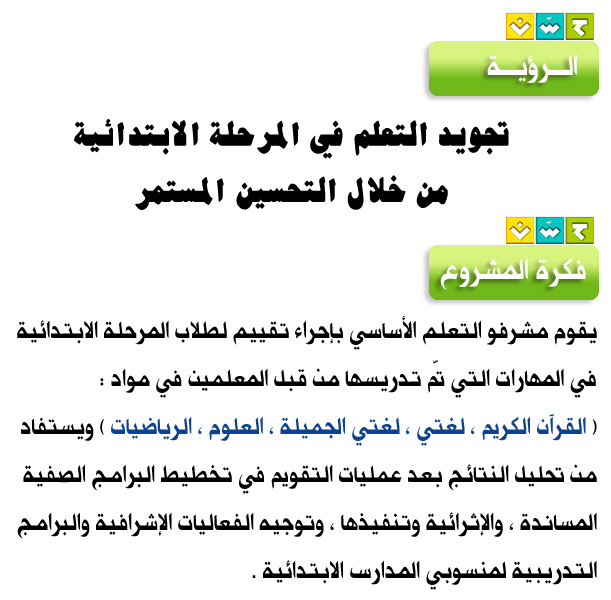 ح س ن
الــرؤيــة
تجويد التعلم في المرحلة الابتدائية
من خلال التحسين المستمر
ح س ن
فكرة المشروع
يقوم مشرفو التعلم الأساسي بإجراء تقييم لطلاب المرحلة الابتدائية
في المهارات التي تمّ تدريسها من قبل المعلمين في مواد :
( القرآن الكريم ، لغتي ، لغتي الجميلة ، العلوم ، الرياضيات ) ويستفاد
من تحليل النتائج بعد عمليات التقويم في تخطيط البرامج الصفية
المساندة ، والإثرائية وتنفيذها ، وتوجيه الفعاليات الإشرافية والبرامج
التدريبية لمنسوبي المدارس الابتدائية .